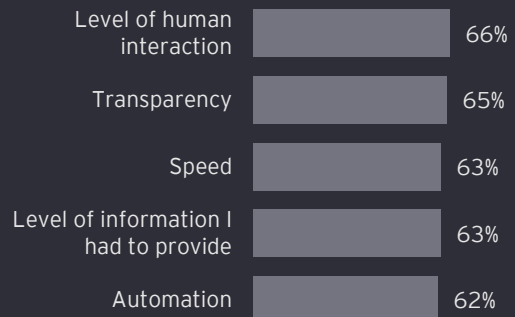 Level of human
interaction
66%
Transparency
65%
Speed
63%
Level of information I
had to provide
63%
Automation
62%